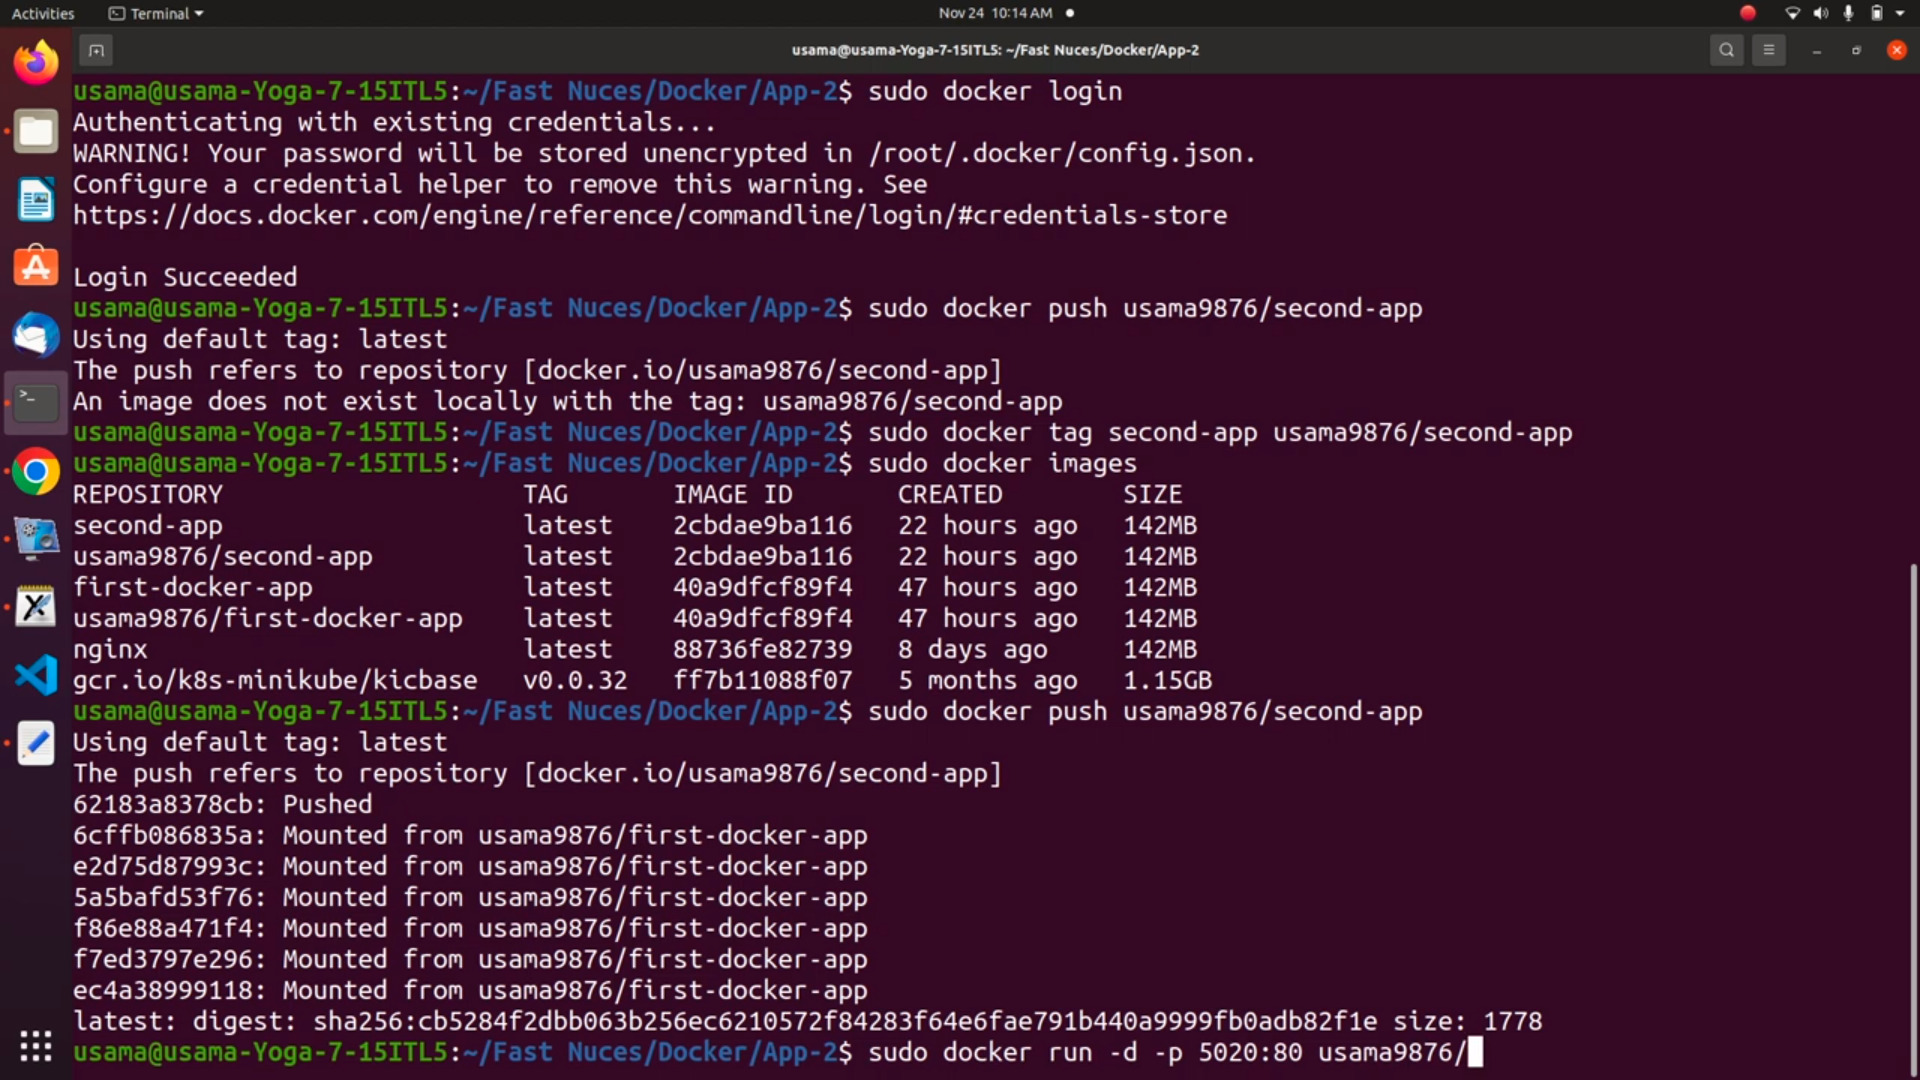 Activities
Terminal
Nov 24 10:14 AM
usama@usama-Yoga-7-15ITL5: ~/Fast Nuces/Docker/App-2
usama@usama-Yoga-7-15ITL5:~/Fast Nuces/Docker/App-2$ sudo docker login
Authenticating with existing credentials...
WARNING! Your password will be stored unencrypted in /root/.docker/config.json.
Configure a credential helper to remove this warning. See
https://docs.docker.com/engine/reference/commandline/login/#credentials-store
Login Succeeded
usama@usama-Yoga-7-15ITL5:~/Fast Nuces/Docker/App-2$ sudo docker push usama9876/second-app
Using default tag: latest
The push refers to repository [docker.io/usama9876/second-app]
An image does not exist locally with the tag: usama9876/second-app
usama@usama-Yoga-7-15ITL5:~/Fast Nuces/Docker/App-2$ sudo docker tag second-app usama9876/second-app
usama@usama-Yoga-7-15ITL5:~/Fast Nuces/Docker/App-2$ sudo docker images
REPOSITORY TAG IMAGE ID CREATED SIZE
second-app latest 2cbdae9ba116 22 hours ago 142MB
usama9876/second-app latest 2cbdae9ba116 22 hours ago 142MB
first-docker-app latest 40a9dfcf89f4 47 hours ago 142MB
usama9876/first-docker-app latest 40a9dfcf89f4 47 hours ago 142MB
nginx latest 88736fe82739 8 days ago 142MB
gcr.io/k8s-minikube/kicbase v0.0.32 ff7b11088f07 5 months ago 1.15GB
usama@usama-Yoga-7-15ITL5:~/Fast Nuces/Docker/App-2$ sudo docker push usama9876/second-app
Using default tag: latest
The push refers to repository [docker.io/usama9876/second-app]
62183a8378cb: Pushed
6cffb086835a: Mounted from usama9876/first-docker-app
e2d75d87993c: Mounted from usama9876/first-docker-app
5a5bafd53f76: Mounted from usama9876/first-docker-app
f86e88a471f4: Mounted from usama9876/first-docker-app
f7ed3797e296: Mounted from usama9876/first-docker-app
ec4a38999118: Mounted from usama9876/first-docker-app
latest: digest: sha256:cb5284f2dbb063b256ec6210572f84283f64e6fae791b440a9999fb0adb82f1e size: 1778
usama@usama-Yoga-7-15ITL5:~/Fast Nuces/Docker/App-2$ sudo docker run -d -p 5020:80 usama9876/